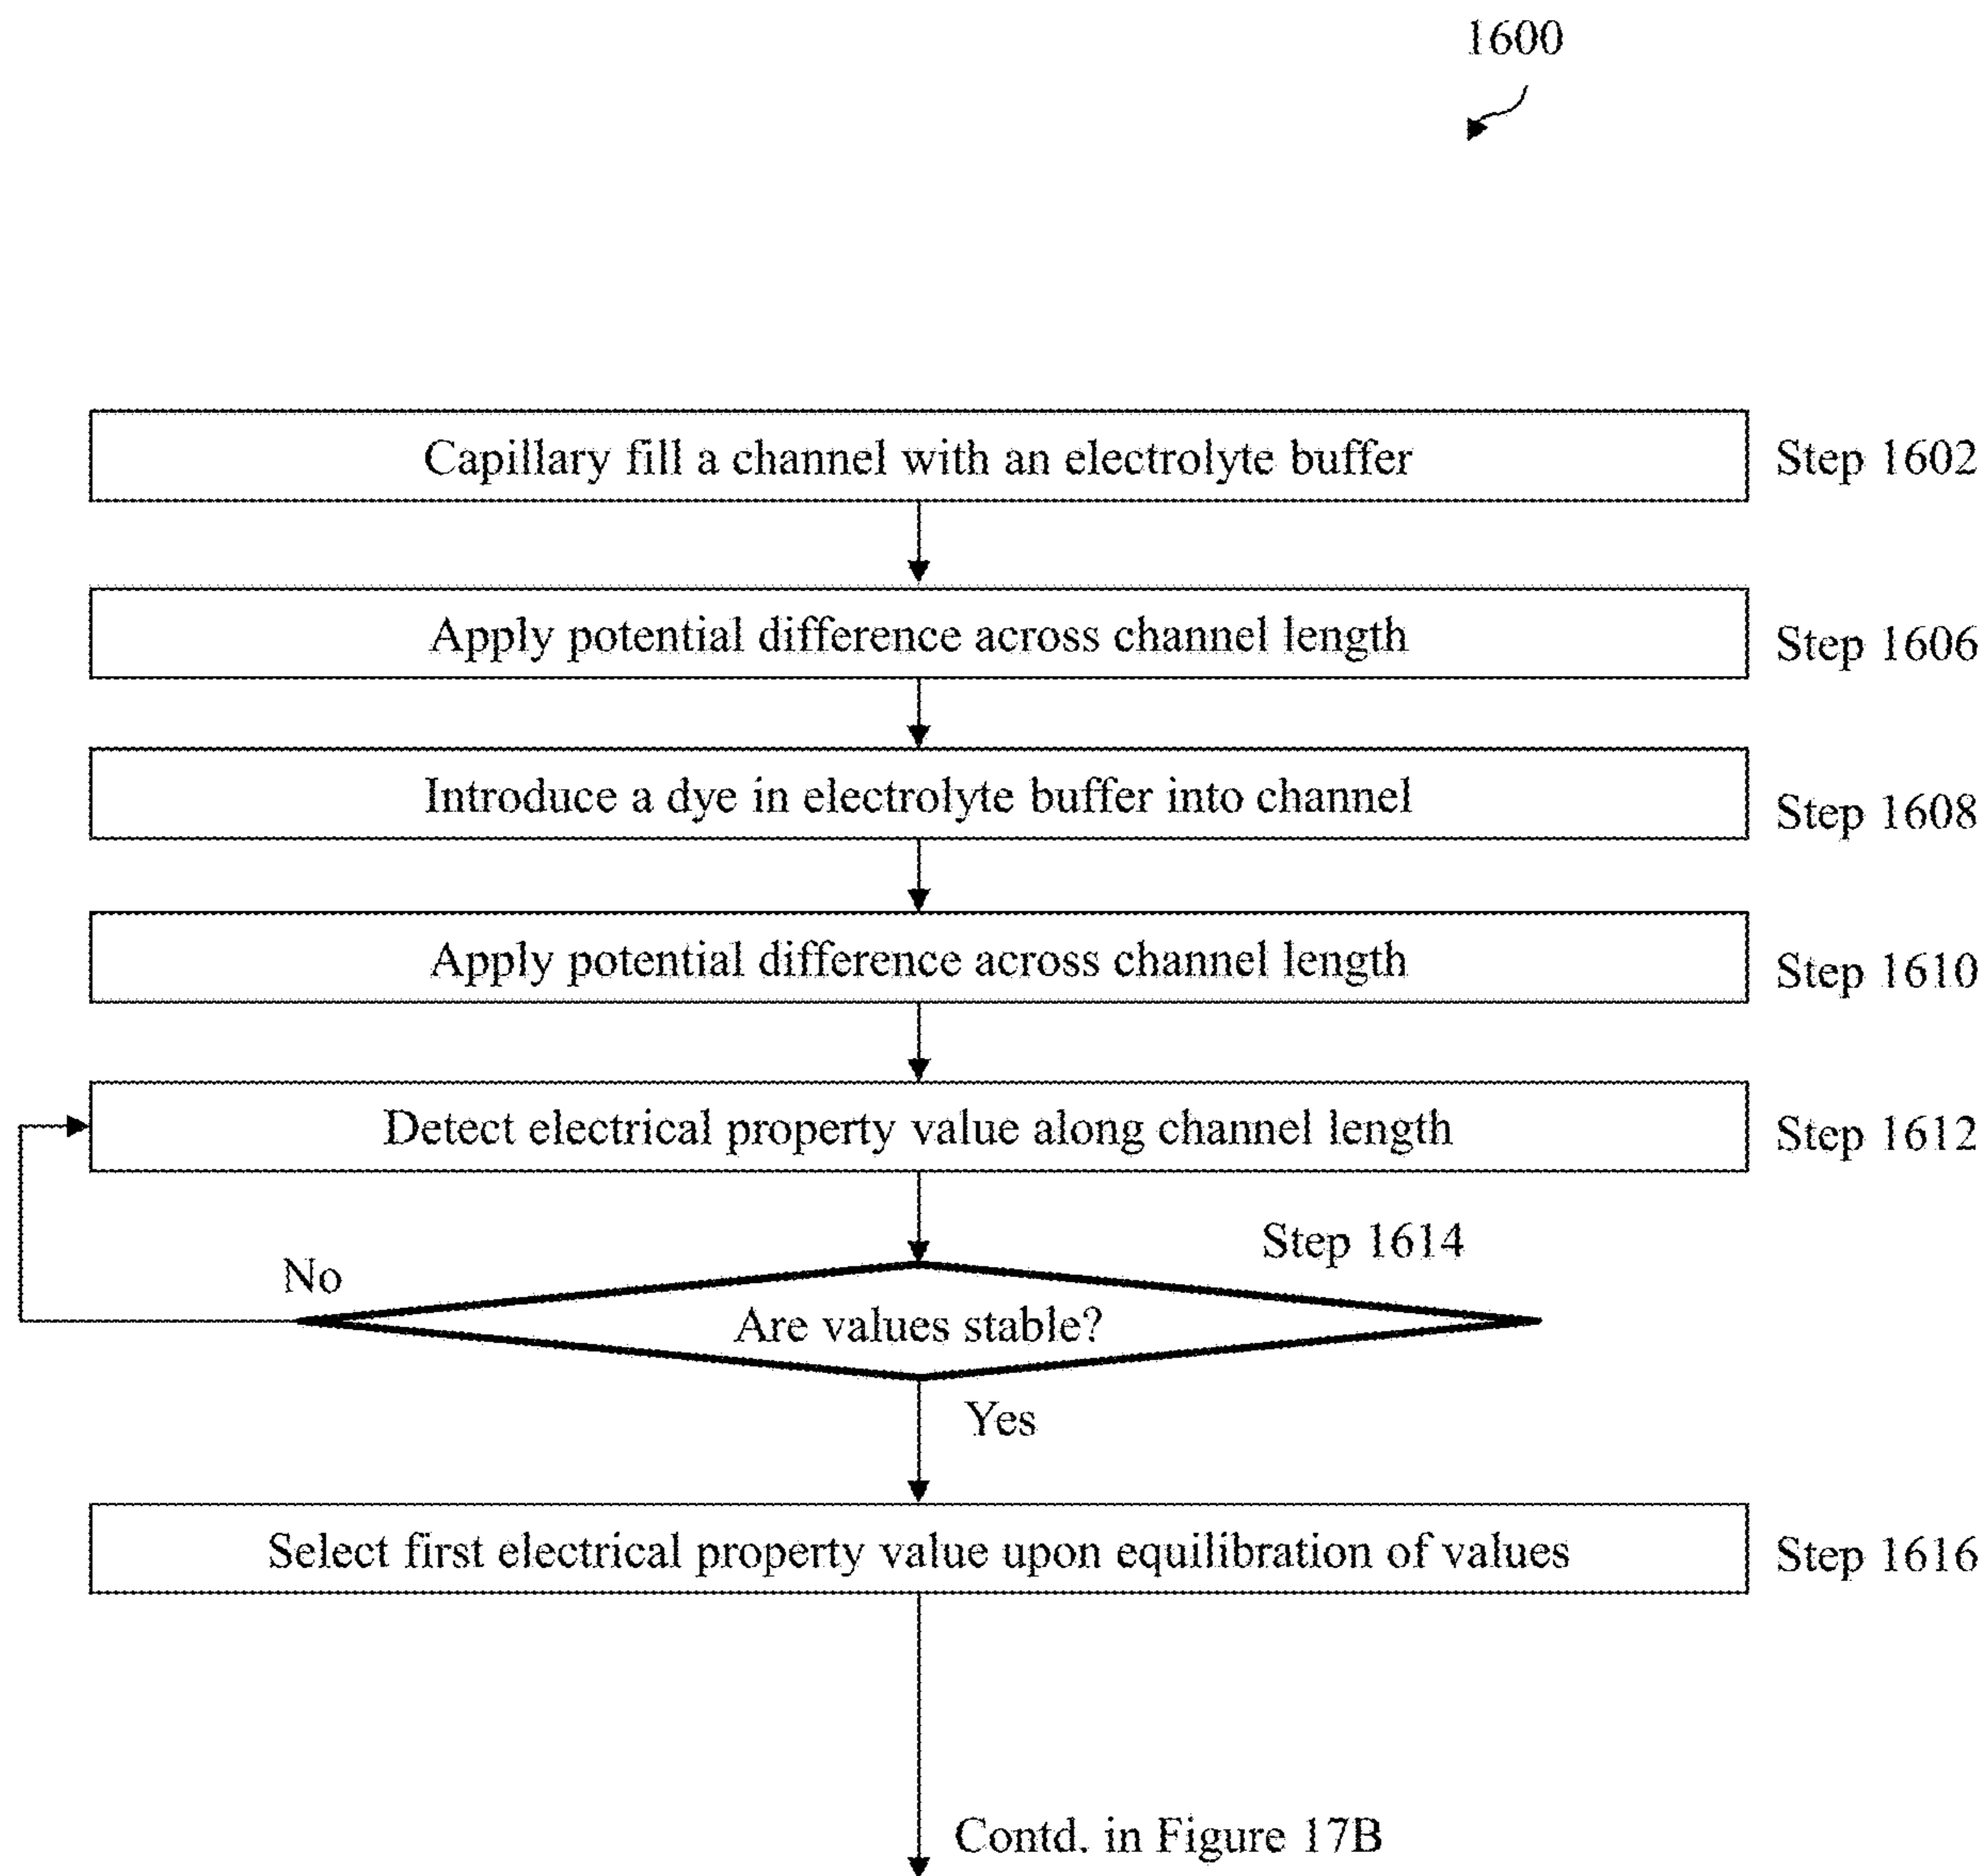 1600
Capillary fill a channel with an electrolyte buffer
Step 1602
Apply potential difference across channel length
Step 1606
Introduce a dye in electrolyte buffer into channel
Step 1608
Apply potential difference across channel length
Step 1610
Detect electrical property value along channel length
Step 1612
Step 1614
No
Are values stable?
Yes
Select first electrical property value upon equilibration of values
Step 1616
Contd. in Figure 17B